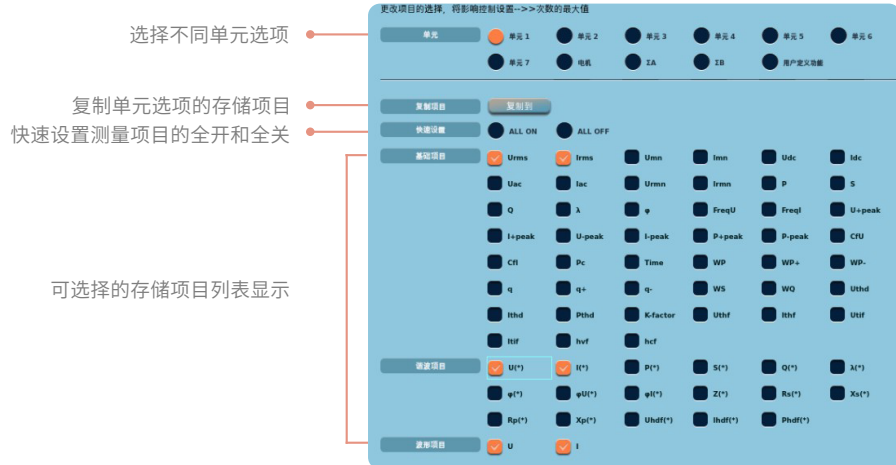 更改项目的选择，将影响控制设置-->>次数的最大值
选择不同单元选项
单元 单元 1 单元 2 单元 3 单元 4 单元 5 单元 6
单元 7 电机 ΣA ΣB 用户定义功能
复制单元选项的存储项目
复制项目 复制到
快速设置测量项目的全开和全关
快速设置 ALL ON ALL OFF
基础项目 Urms Irms Umn Imn Udc Idc
Uac Iac Urmn Irmn P S
Q λ φ FreqU FreqI U+peak
I+peak U-peak I-peak P+peak P-peak CfU
CfI Pc Time WP WP+ WP-
可选择的存储项目列表显示
q q+ q- WS WQ Uthd
Ithd Pthd K-factor Uthf Ithf Utif
Itif hvf hcf
谐波项目 U(*) I(*) P(*) S(*) Q(*) λ(*)
φ(*) φU(*) φI(*) Z(*) Rs(*) Xs(*)
Rp(*) Xp(*) Uhdf(*) Ihdf(*) Phdf(*)
波形项目 U I